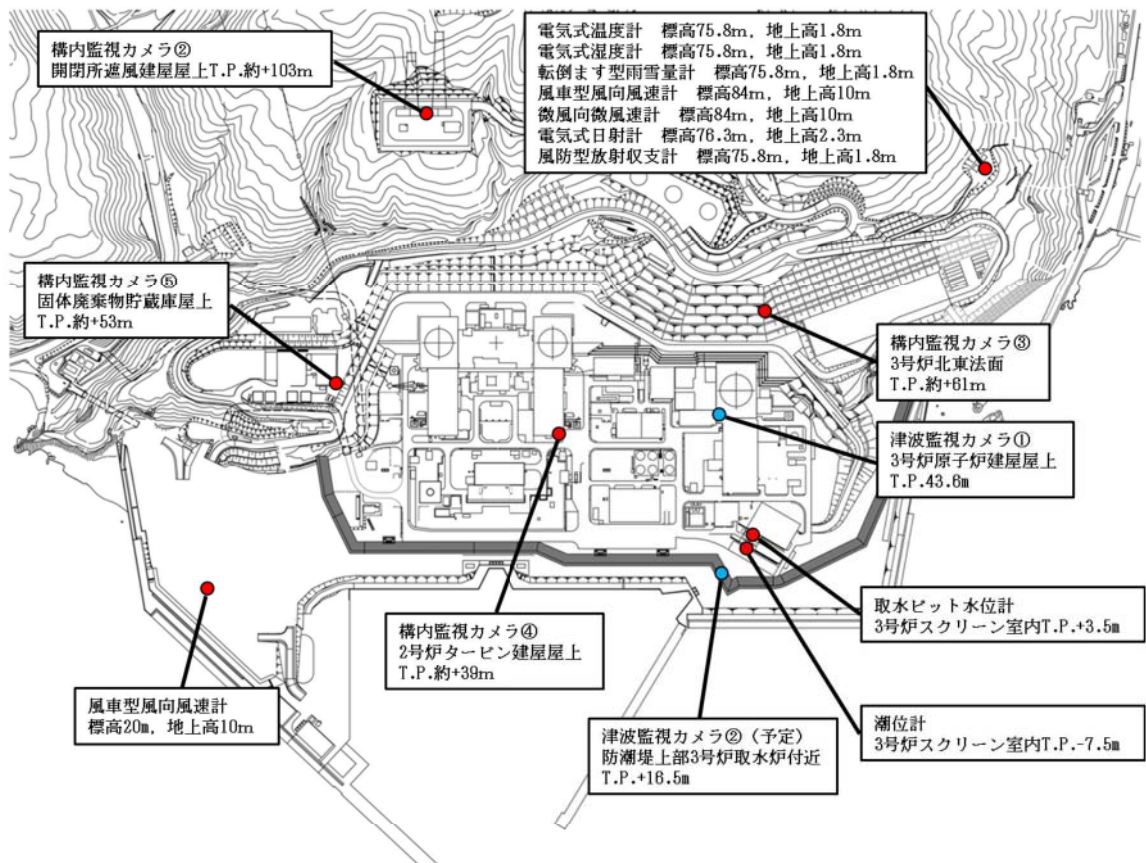 構内監視カメラ②
開閉所遮風建屋屋上T.P.約+103m
電気式温度計　標高75.8m，地上高1.8m
電気式湿度計　標高75.8m，地上高1.8m
転倒ます型雨雪量計　標高75.8m，地上高1.8m
風車型風向風速計　標高84m，地上高10m
微風向微風速計　標高84m，地上高10m
電気式日射計　標高76.3m，地上高2.3m
風防型放射収支計　標高75.8m，地上高1.8m
構内監視カメラ⑤
固体廃棄物貯蔵庫屋上
T.P.約+53m
構内監視カメラ③
3号炉北東法面
T.P.約+61m
津波監視カメラ①
3号炉原子炉建屋屋上
T.P.43.6m
取水ピット水位計
3号炉スクリーン室内T.P.+3.5m
構内監視カメラ④
2号炉タービン建屋屋上
T.P.約+39m
風車型風向風速計
標高20m，地上高10m
津波監視カメラ②（予定）
防潮堤上部3号炉取水炉付近
T.P.+16.5m
潮位計
3号炉スクリーン室内T.P.-7.5m